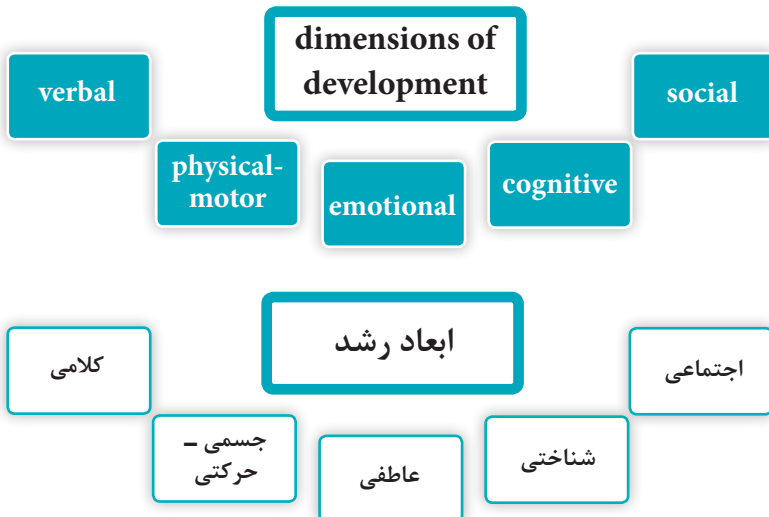 dimensions of
development
verbal
physical-
motor
emotional
cognitive
social
ابعاد رشد
کلامی
جسمی ـ
حرکتی
عاطفی
شناختی
اجتماعی